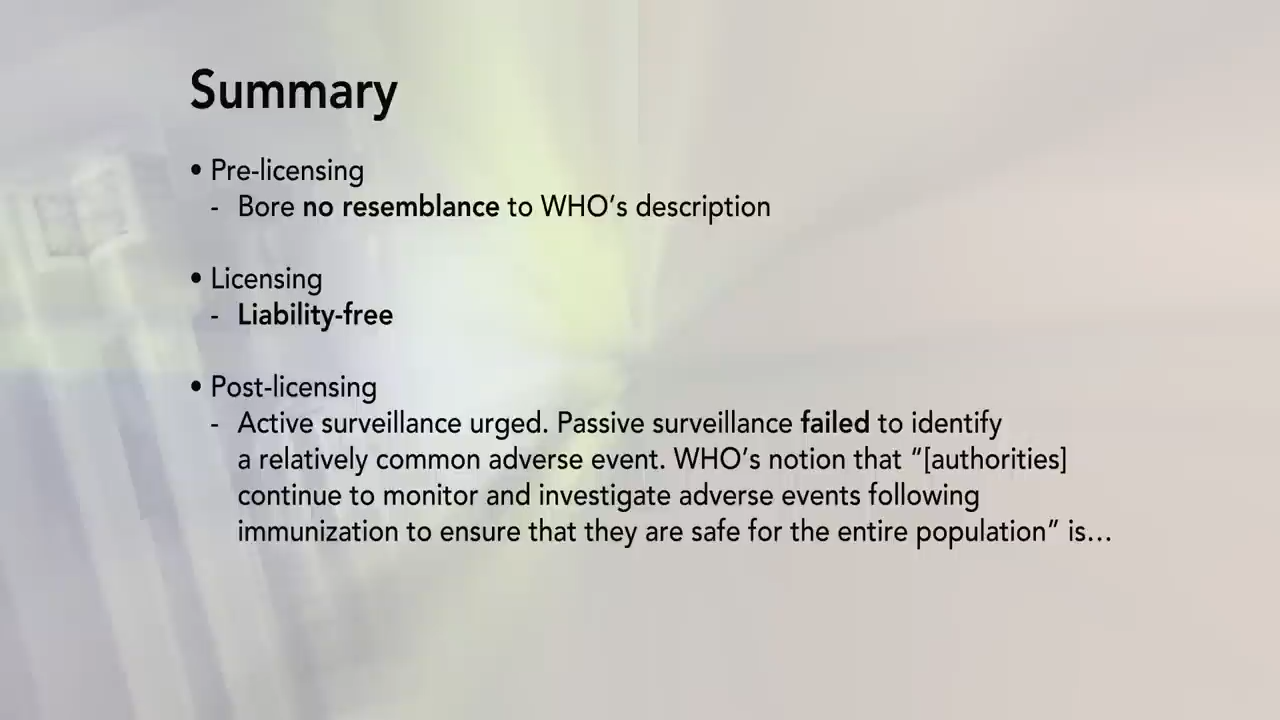 Summary
• Pre-licensing
- Bore no resemblance to WHO’s description
• Licensing
- Liability-free
• Post-licensing
- Active surveillance urged. Passive surveillance failed to identify
a relatively common adverse event. WHO’s notion that “[authorities]
continue to monitor and investigate adverse events following
immunization to ensure that they are safe for the entire population” is…